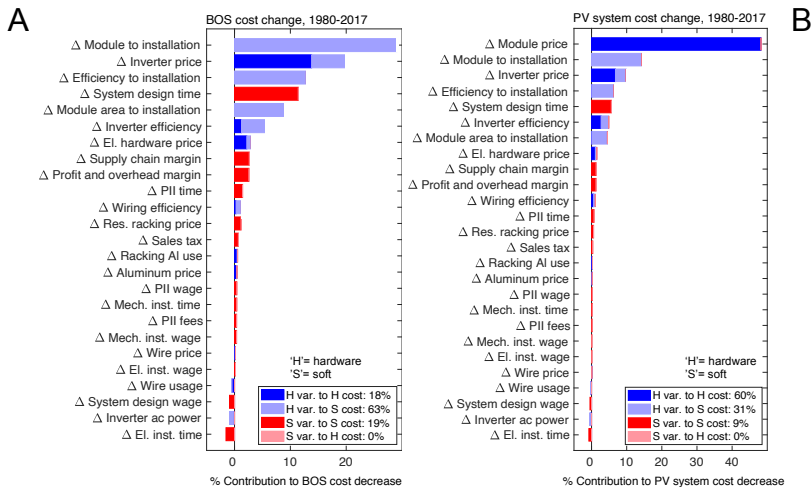 A
BOS cost change, 1980-2017
Δ Module to installation
Δ Inverter price
Δ Efficiency to installation
Δ System design time
Δ Module area to installation
Δ Inverter efficiency
Δ El. hardware price
Δ Supply chain margin
Δ Profit and overhead margin
Δ PII time
Δ Wiring efficiency
Δ Res. racking price
Δ Sales tax
Δ Racking Al use
Δ Aluminum price
Δ PII wage
Δ Mech. inst. time
Δ PII fees
Δ Mech. inst. wage
Δ Wire price
Δ El. inst. wage
Δ Wire usage
Δ System design wage
Δ Inverter ac power
Δ El. inst. time
'H'= hardware
'S'= soft
H var. to H cost: 18%
H var. to S cost: 63%
S var. to S cost: 19%
S var. to H cost: 0%
0 10 20
% Contribution to BOS cost decrease
B
PV system cost change, 1980-2017
Δ Module price
Δ Module to installation
Δ Inverter price
Δ Efficiency to installation
Δ System design time
Δ Inverter efficiency
Δ Module area to installation
Δ El. hardware price
Δ Supply chain margin
Δ Profit and overhead margin
Δ Wiring efficiency
Δ PII time
Δ Res. racking price
Δ Sales tax
Δ Racking Al use
Δ Aluminum price
Δ PII wage
Δ Mech. inst. time
Δ PII fees
Δ Mech. inst. wage
Δ El. inst. wage
Δ Wire price
Δ Wire usage
Δ System design wage
Δ Inverter ac power
Δ El. inst. time
'H'= hardware
'S'= soft
H var. to H cost: 60%
H var. to S cost: 31%
S var. to S cost: 9%
S var. to H cost: 0%
0 10 20 30 40
% Contribution to PV system cost decrease